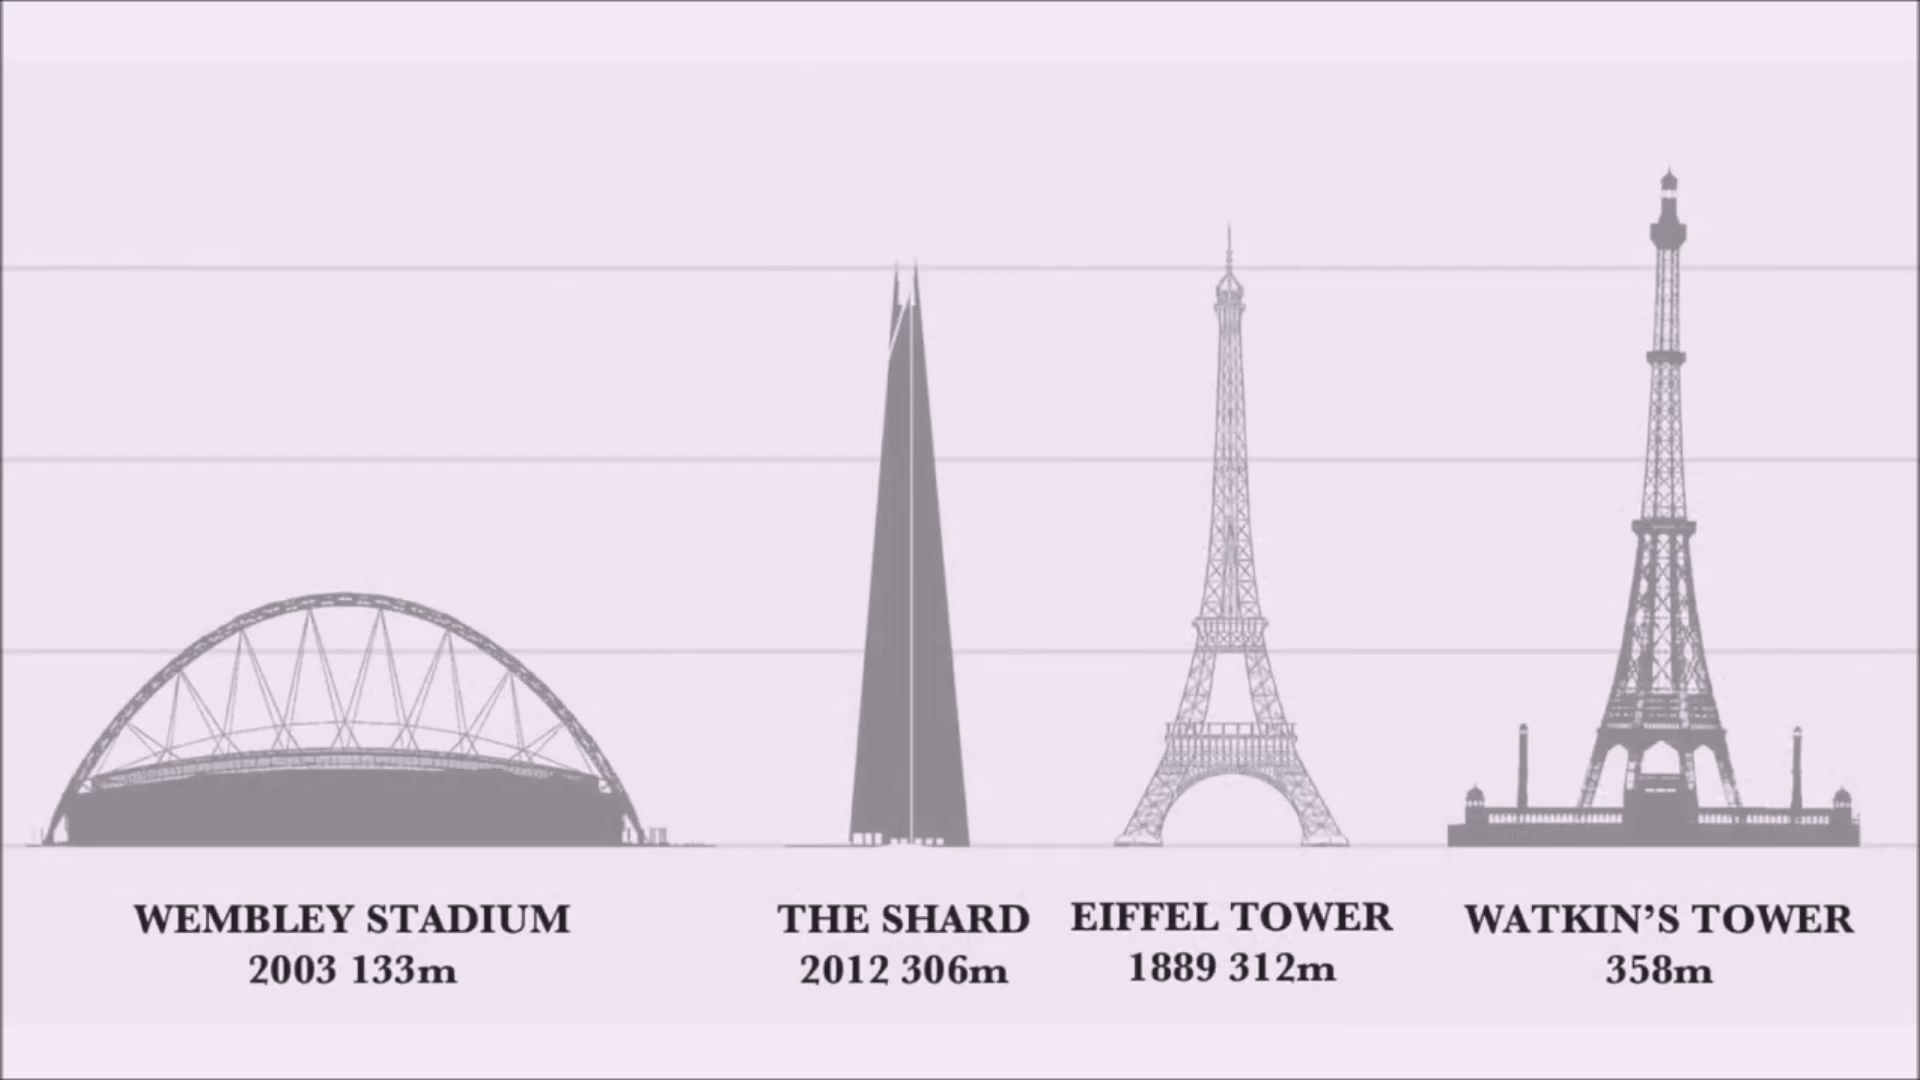 WEMBLEY STADIUM
2003 133m
THE SHARD
2012 306m
EIFFEL TOWER
1889 312m
WATKIN’S TOWER
358m